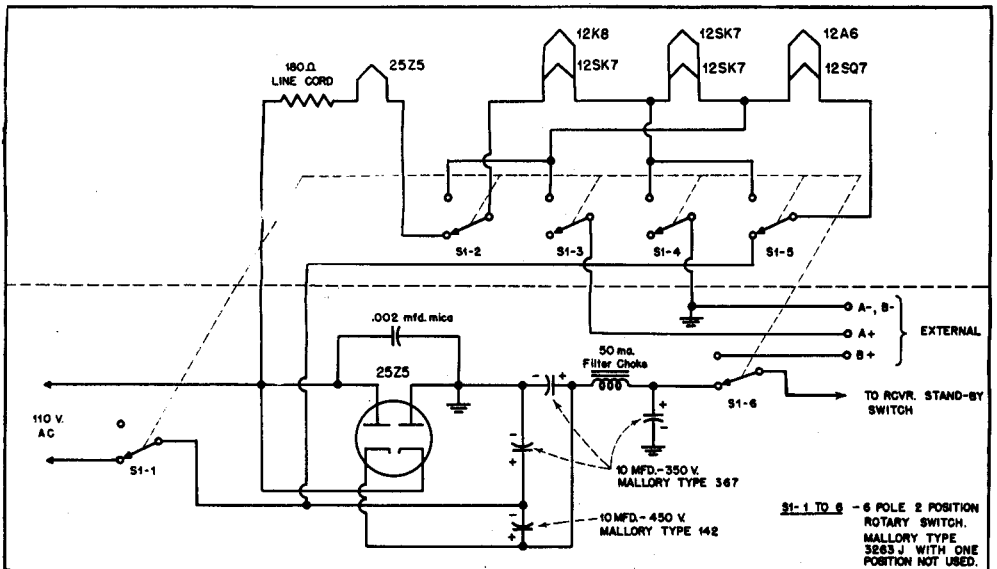 12K8
12SK7
12A6
25Z5
12SK7
12SK7
12SQ7
180Ω
LINE CORD
S1-2
S1-3
S1-4
S1-5
A-, B-
A+
B+
EXTERNAL
.002 mfd. mica
25Z5
50 ma.
Filter Choke
S1-6
TO RCVR. STAND-BY
SWITCH
110 V.
AC
S1-1
10 MFD.-350 V.
MALLORY TYPE 367
10 MFD.-450 V.
MALLORY TYPE 142
S1-1 TO 6 - 6 POLE 2 POSITION
ROTARY SWITCH.
MALLORY TYPE
3263 J WITH ONE
POSITION NOT USED.
+
-
-
+
-
+
+
-